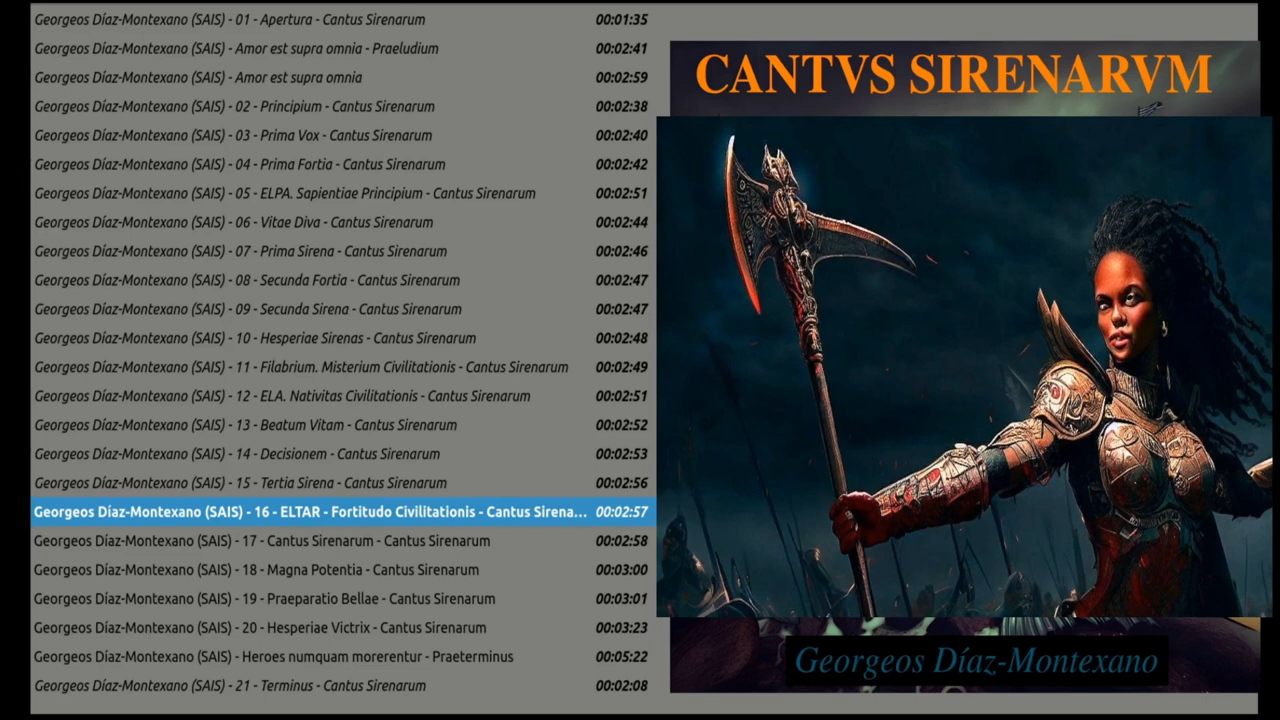 Georgeos Díaz-Montexano (SAIS) - 01 - Apertura - Cantus Sirenarum 00:01:35
Georgeos Díaz-Montexano (SAIS) - Amor est supra omnia - Praeludium 00:02:41
Georgeos Díaz-Montexano (SAIS) - Amor est supra omnia 00:02:59
Georgeos Díaz-Montexano (SAIS) - 02 - Principium - Cantus Sirenarum 00:02:38
Georgeos Díaz-Montexano (SAIS) - 03 - Prima Vox - Cantus Sirenarum 00:02:40
Georgeos Díaz-Montexano (SAIS) - 04 - Prima Fortia - Cantus Sirenarum 00:02:42
Georgeos Díaz-Montexano (SAIS) - 05 - ELPA. Sapientiae Principium - Cantus Sirenarum 00:02:51
Georgeos Díaz-Montexano (SAIS) - 06 - Vitae Diva - Cantus Sirenarum 00:02:44
Georgeos Díaz-Montexano (SAIS) - 07 - Prima Sirena - Cantus Sirenarum 00:02:46
Georgeos Díaz-Montexano (SAIS) - 08 - Secunda Fortia - Cantus Sirenarum 00:02:47
Georgeos Díaz-Montexano (SAIS) - 09 - Secunda Sirena - Cantus Sirenarum 00:02:47
Georgeos Díaz-Montexano (SAIS) - 10 - Hesperiae Sirenas - Cantus Sirenarum 00:02:48
Georgeos Díaz-Montexano (SAIS) - 11 - Filabrium. Misterium Civilitationis - Cantus Sirenarum 00:02:49
Georgeos Díaz-Montexano (SAIS) - 12 - ELA. Nativitas Civilitationis - Cantus Sirenarum 00:02:51
Georgeos Díaz-Montexano (SAIS) - 13 - Beatum Vitam - Cantus Sirenarum 00:02:52
Georgeos Díaz-Montexano (SAIS) - 14 - Decisionem - Cantus Sirenarum 00:02:53
Georgeos Díaz-Montexano (SAIS) - 15 - Tertia Sirena - Cantus Sirenarum 00:02:56
Georgeos Díaz-Montexano (SAIS) - 16 - ELTAR - Fortitudo Civilitationis - Cantus Sirena... 00:02:57
Georgeos Díaz-Montexano (SAIS) - 17 - Cantus Sirenarum - Cantus Sirenarum 00:02:58
Georgeos Díaz-Montexano (SAIS) - 18 - Magna Potentia - Cantus Sirenarum 00:03:00
Georgeos Díaz-Montexano (SAIS) - 19 - Praeparatio Bellae - Cantus Sirenarum 00:03:01
Georgeos Díaz-Montexano (SAIS) - 20 - Hesperiae Victrix - Cantus Sirenarum 00:03:23
Georgeos Díaz-Montexano (SAIS) - Heroes numquam morerentur - Praeterminus 00:05:22
Georgeos Díaz-Montexano (SAIS) - 21 - Terminus - Cantus Sirenarum 00:02:08
CANTVS SIRENARVM
Georgeos Díaz-Montexano